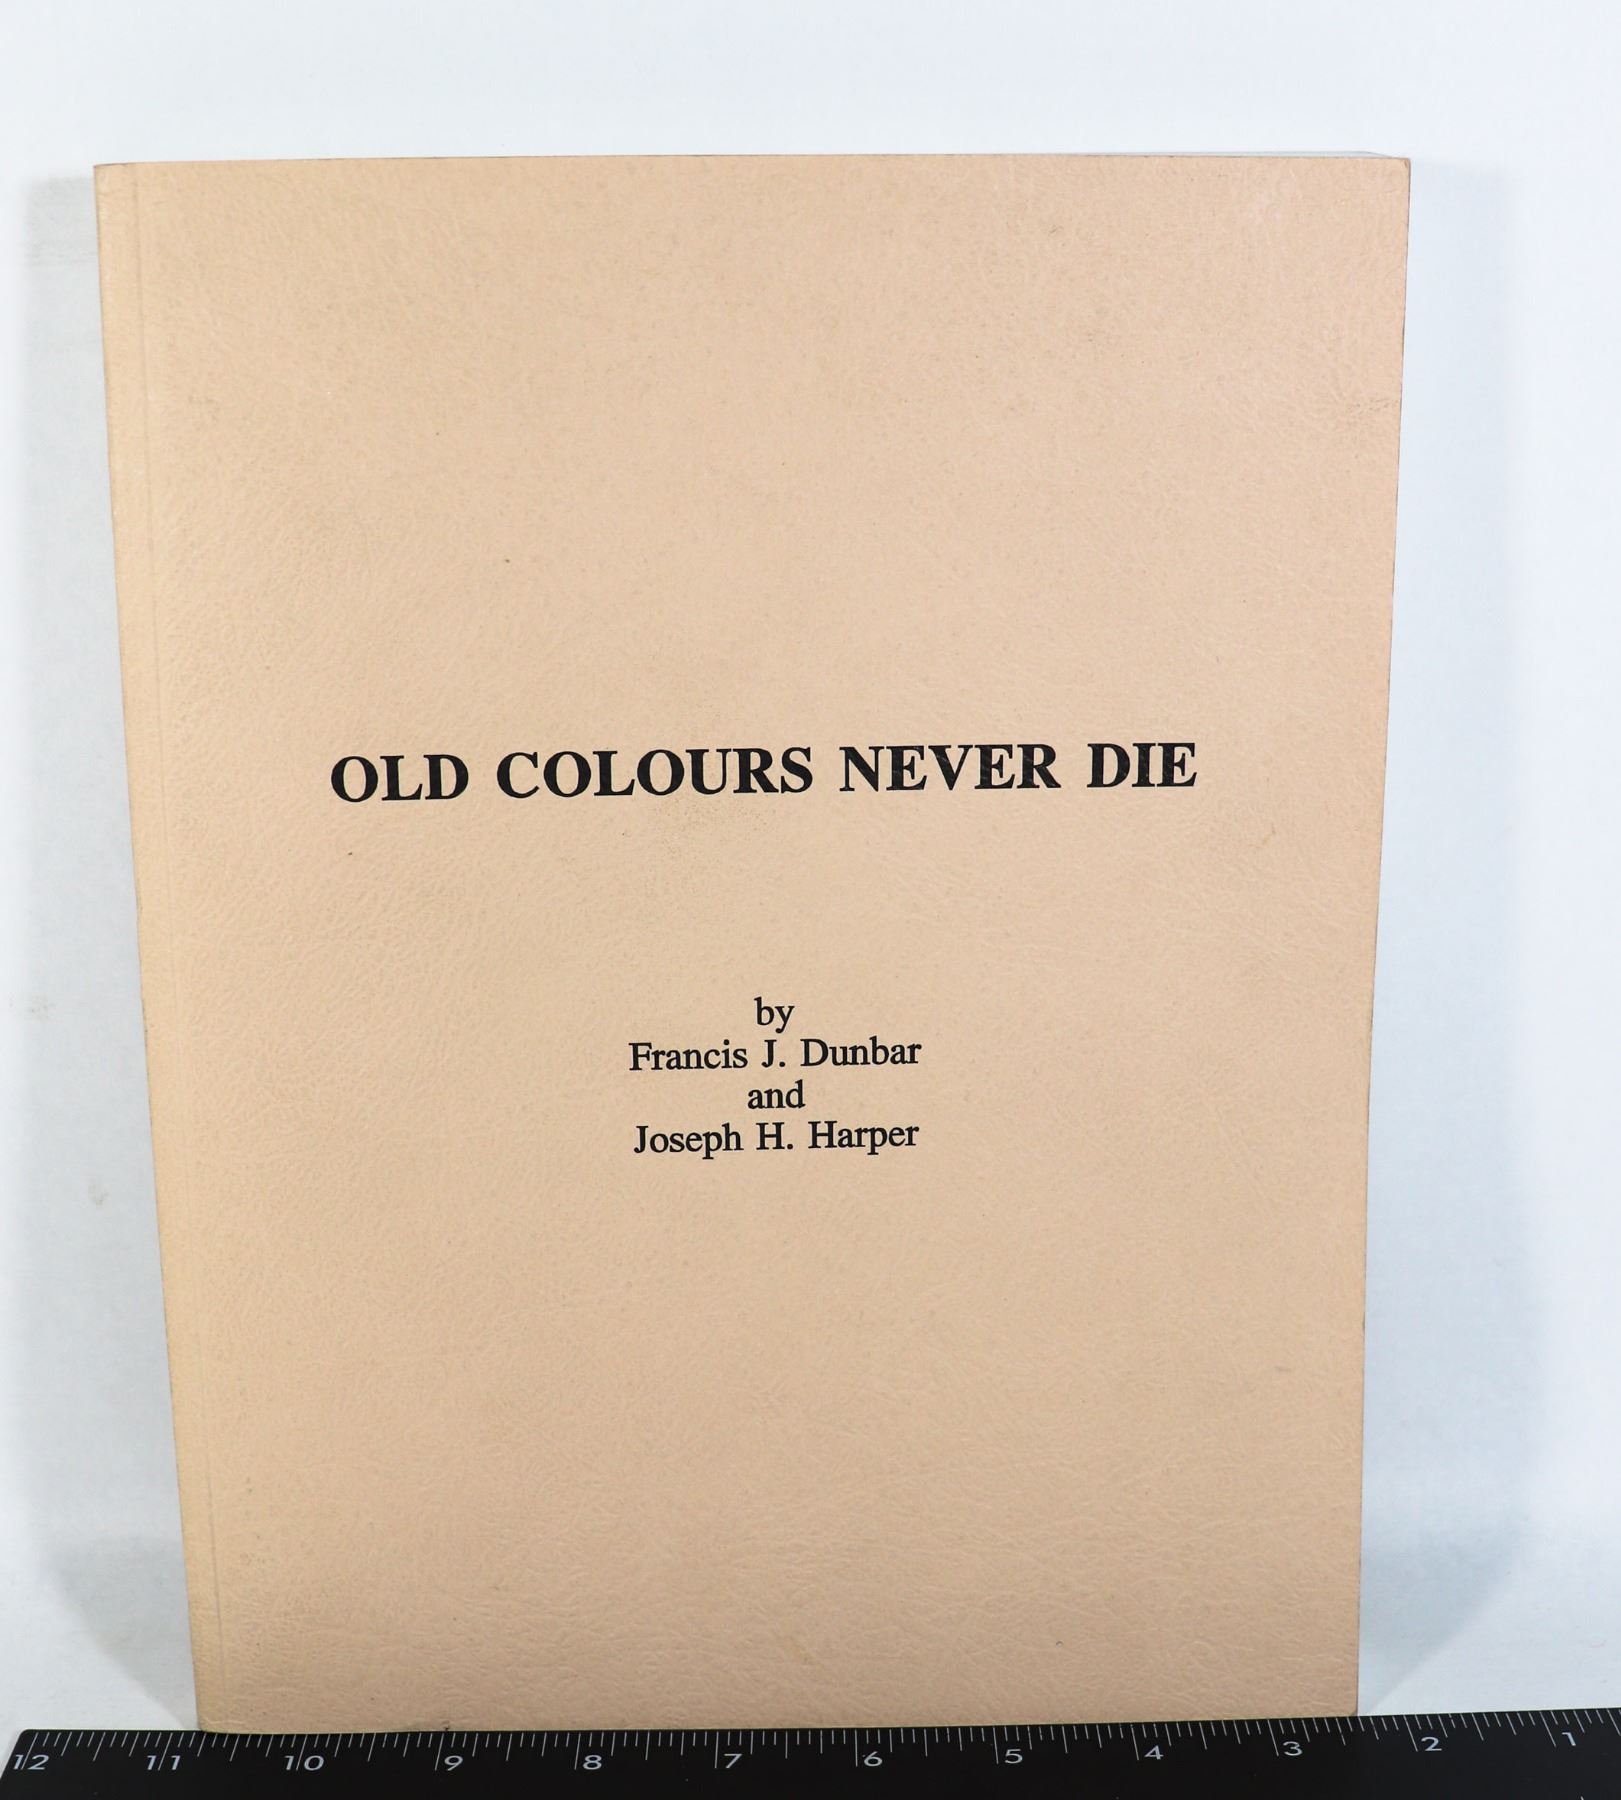 OLD COLOURS NEVER DIE
by
Francis J. Dunbar
and
Joseph H. Harper
12 11 10 9 8 7 6 5 4 3 2 1